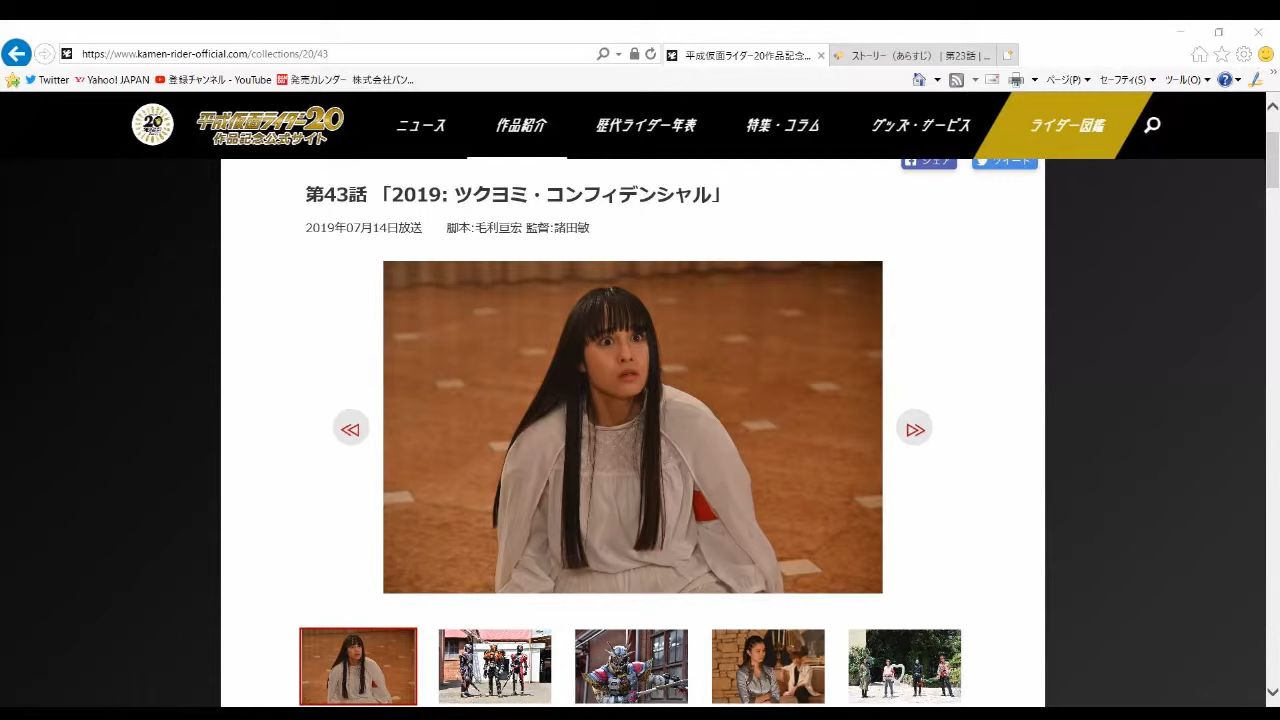 https://www.kamen-rider-official.com/collections/20/43
平成仮面ライダー20作品記念...
ストーリー（あらすじ） | 第23話 | ...
Twitter
Yahoo! JAPAN
登録チャンネル - YouTube
発売カレンダー 株式会社バン...
ページ(P)
セーフティ(S)
ツール(O)
20
平成仮面ライダー20
作品記念公式サイト
ニュース
作品紹介
歴代ライダー年表
特集・コラム
グッズ・サービス
ライダー図鑑
シェア
ツイート
第43話 「2019: ツクヨミ・コンフィデンシャル」
2019年07月14日放送 脚本:毛利亘宏 監督:諸田敏